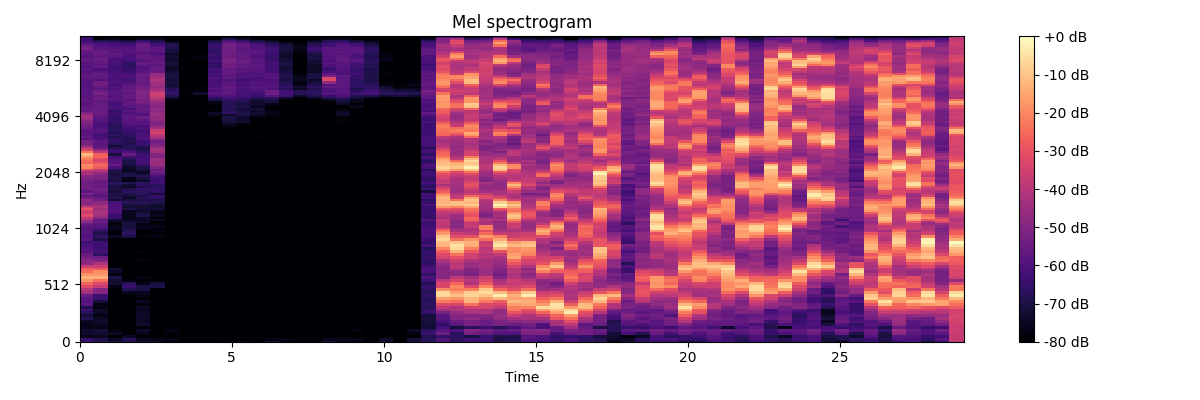 Mel spectrogram
Hz
8192
4096
2048
1024
512
0
0 5 10 15 20 25
Time
+0 dB
-10 dB
-20 dB
-30 dB
-40 dB
-50 dB
-60 dB
-70 dB
-80 dB